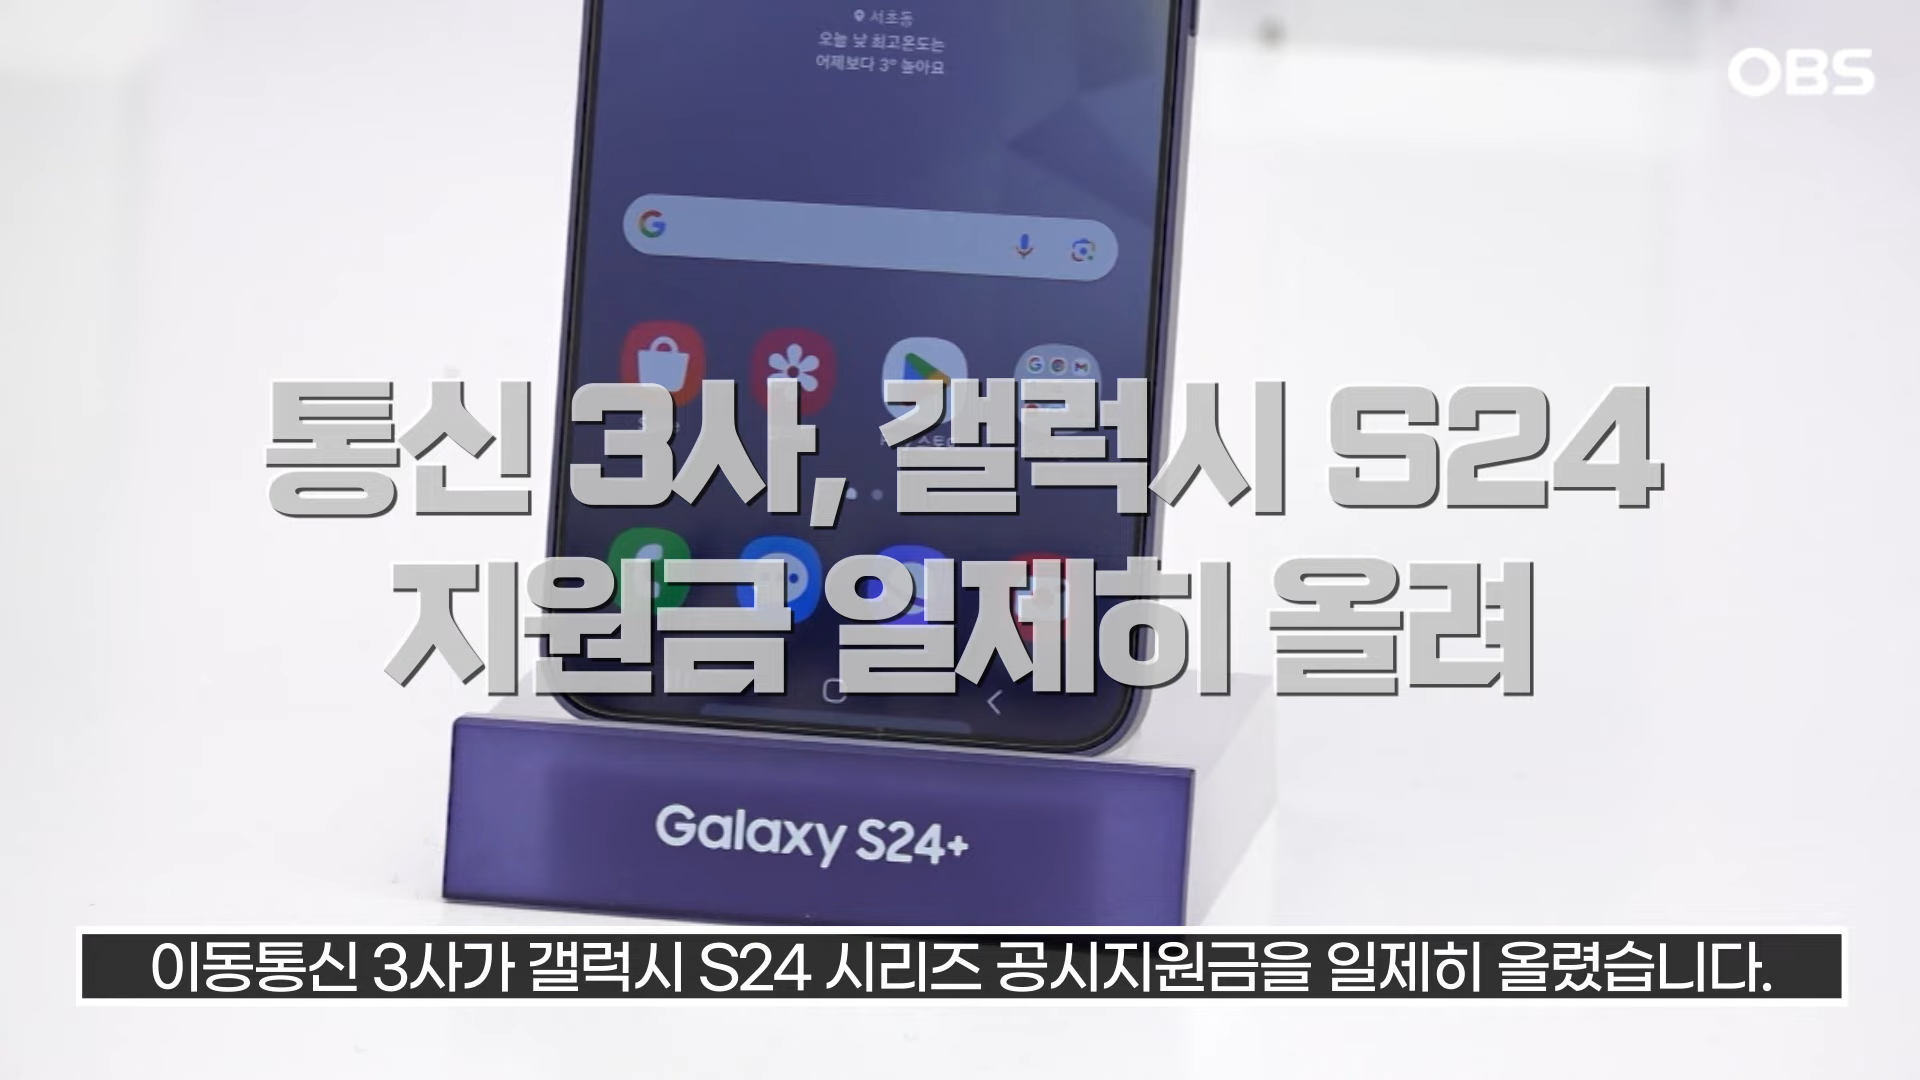 서초동
오늘 낮 최고온도는
어제보다 3° 높아요
OBS
통신 3사, 갤럭시 S24
지원금 일제히 올려
Galaxy S24+
이동통신 3사가 갤럭시 S24 시리즈 공시지원금을 일제히 올렸습니다.